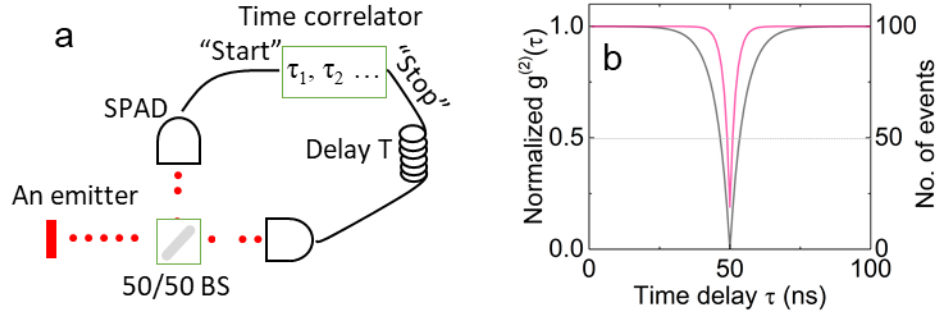 a
Time correlator
“Start”
τ1, τ2 ...
“Stop”
SPAD
Delay T
An emitter
50/50 BS
b
Normalized g(2)(τ)
1.0
0.5
0.0
No. of events
100
50
0
0
50
100
Time delay τ (ns)